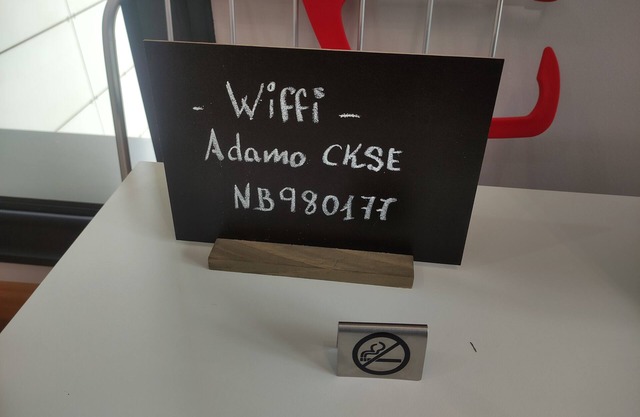 - Wiffi -
Adamo CKSE
NB980177